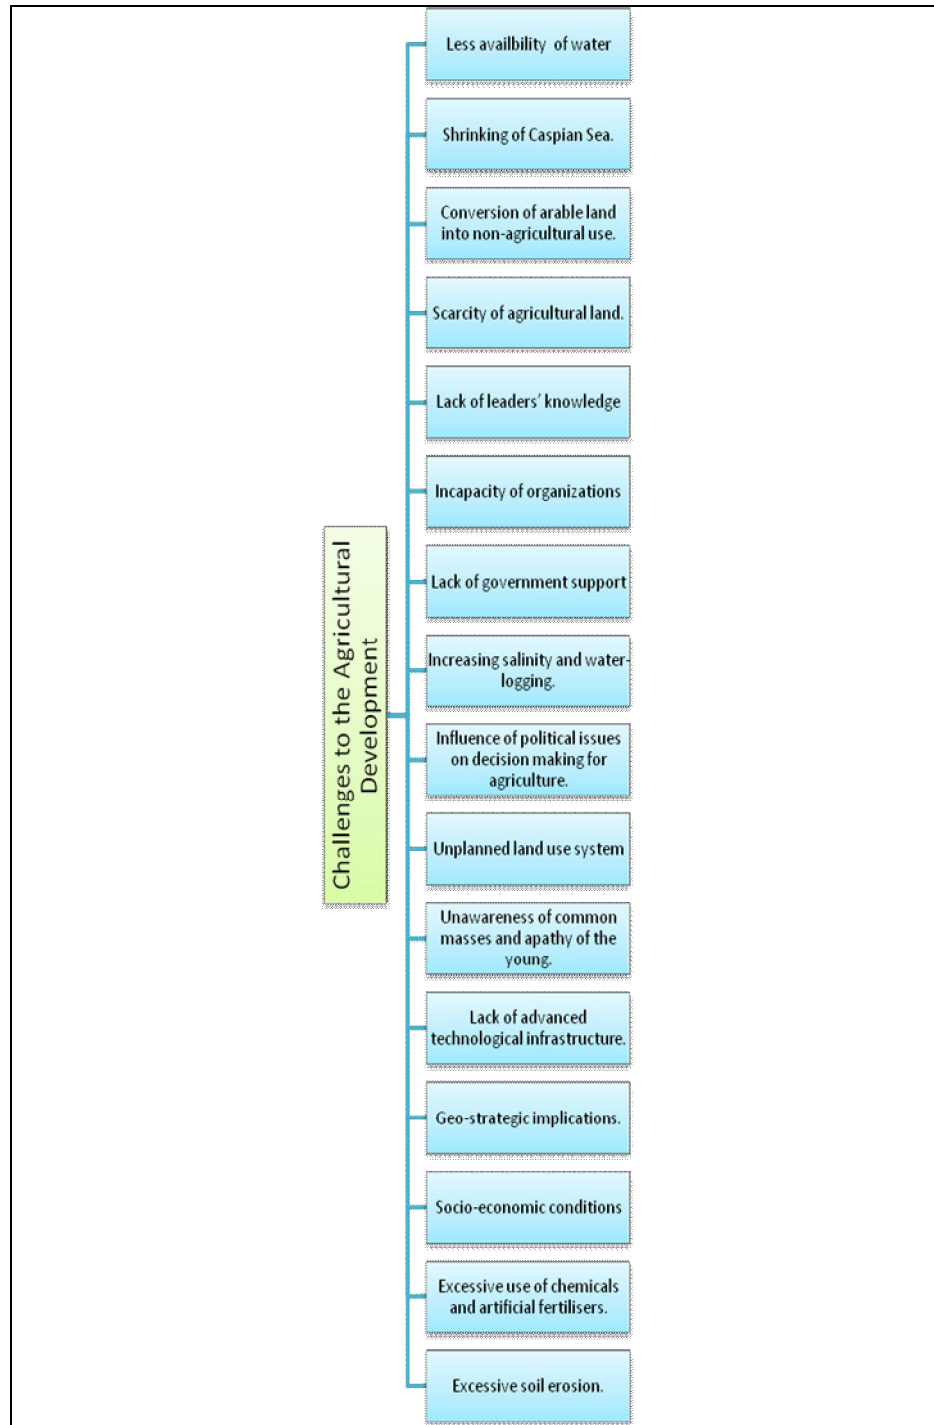 Less availbility of water
Shrinking of Caspian Sea.
Conversion of arable land
into non-agricultural use.
Scarcity of agricultural land.
Lack of leaders' knowledge
Incapacity of organizations
Lack of government support
Increasing salinity and water-
logging.
Influence of political issues
on decision making for
agriculture.
Unplanned land use system
Unawareness of common
masses and apathy of the
young.
Lack of advanced
technological infrastructure.
Geo-strategic implications.
Socio-economic conditions
Excessive use of chemicals
and artificial fertilisers.
Excessive soil erosion.
Challenges to the Agricultural
Development